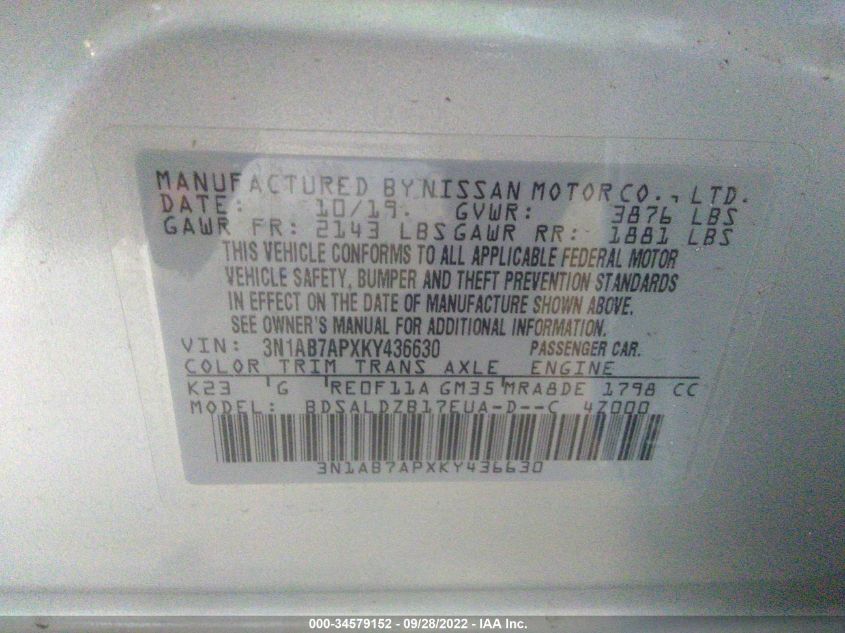 MANUFACTURED BY NISSAN MOTOR CO., LTD.
DATE: 10/19. GVWR: 3876 LBS
GAWR FR: 2143 LBS GAWR RR: 1881 LBS
THIS VEHICLE CONFORMS TO ALL APPLICABLE FEDERAL MOTOR
VEHICLE SAFETY, BUMPER AND THEFT PREVENTION STANDARDS
IN EFFECT ON THE DATE OF MANUFACTURE SHOWN ABOVE.
SEE OWNER'S MANUAL FOR ADDITIONAL INFORMATION.
VIN: 3N1AB7APXKY436630 PASSENGER CAR.
COLOR TRIM TRANS AXLE ENGINE
K23 G RE0F11A GM35 MRA8DE 1798 CC
MODEL: BDSALDZB17EUA-D--C 4Z000
3N1AB7APXKY436630
000-34579152 - 09/28/2022 - IAA Inc.